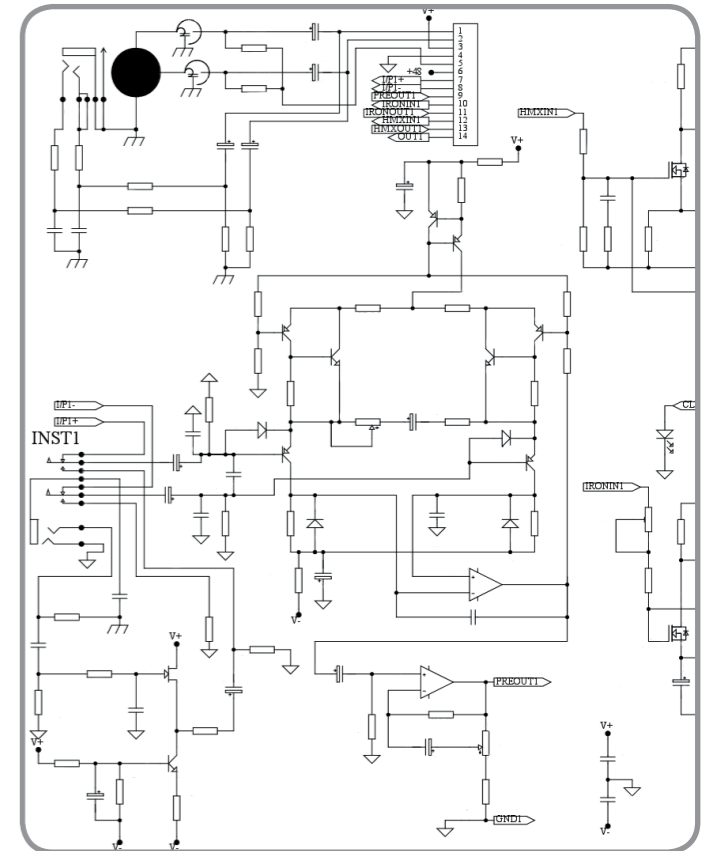 V+
1
2
3
4
5
+48
6
I/P1+
7
I/P1-
8
PREOUT1
9
IRONIN1
10
IRONOUT1
11
HMXIN1
12
HMXOUT1
13
OUT1
14
HMXIN1
V+
I/P1-
I/P1+
INST1
IRONIN1
V-
V+
PREOUT1
V+
V+
GND1
V-
V-
V-